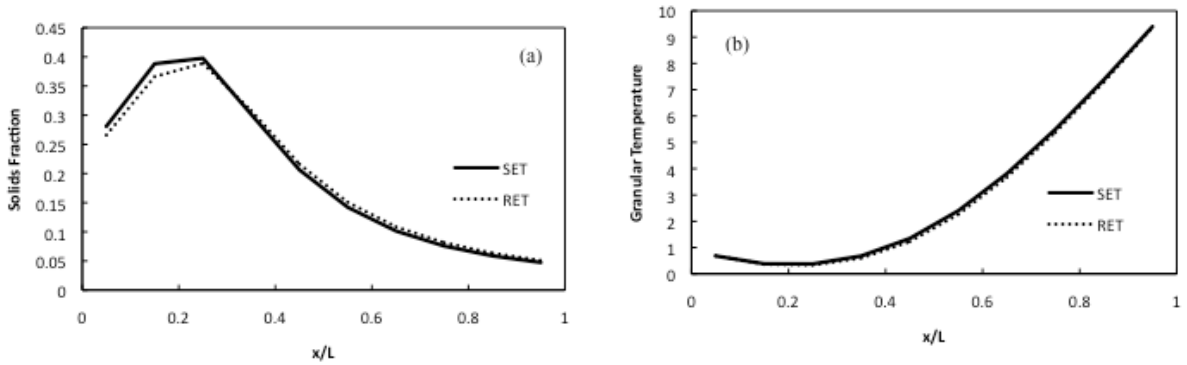 0.45
0.4
0.35
0.3
0.25
0.2
0.15
0.1
0.05
0
Solids Fraction
(a)
SET
RET
0 0.2 0.4 0.6 0.8 1
x/L
10
9
8
7
6
5
4
3
2
1
0
Granular Temperature
(b)
SET
RET
0 0.2 0.4 0.6 0.8 1
x/L